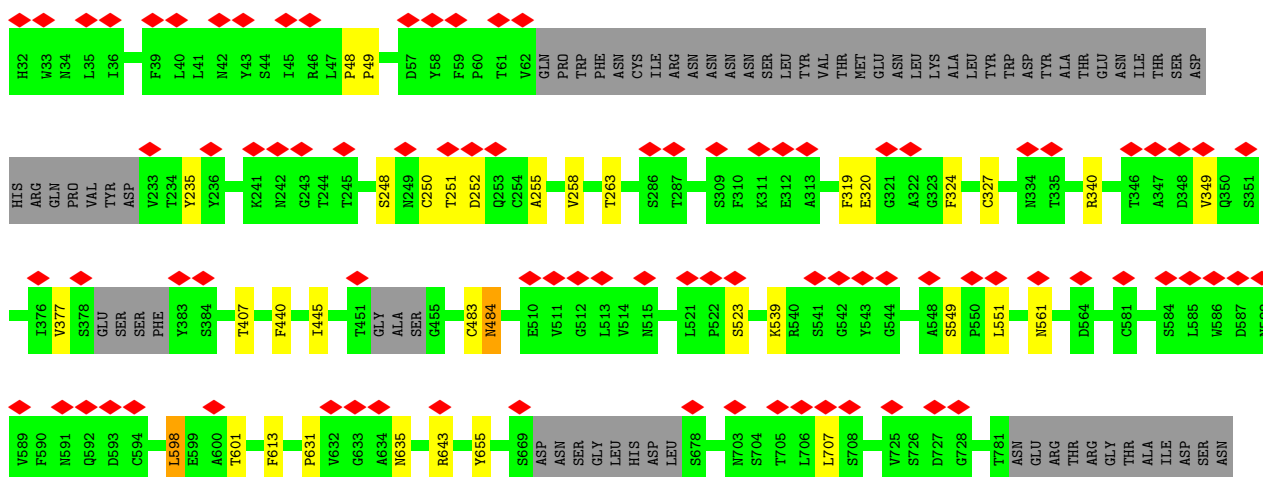 H32 W33 N34 L35 I36 F39 L40 L41 N42 Y43 S44 I45 R46 L47 P48 P49 D57 Y58 F59 P60 T61 V62 GLN PRO TRP PHE ASN CYS ILE ARG ASN ASN ASN ASN SER LEU TYR VAL THR MET GLU ASN LEU LYS ALA LEU TYR TRP ASP TYR ALA THR GLU ASN ILE THR SER ASP
HIS ARG GLN PRO VAL TYR ASP V233 T234 Y235 Y236 K241 N242 G243 T244 T245 S248 N249 C250 T251 D252 Q253 C254 A255 V258 T263 S286 T287 S309 F310 K311 E312 A313 F319 E320 G321 A322 G323 F324 C327 N334 T335 R340 T346 A347 D348 V349 Q350 S351
I376 V377 S378 GLU SER SER PHE Y383 S384 T407 F440 I445 T451 GLY ALA SER G455 C483 N484 E510 V511 G512 L513 V514 N515 L521 P522 S523 K539 R540 S541 G542 Y543 G544 A548 S549 P550 L551 N561 D564 C581 S584 L585 W586 D587
V589 F590 N591 Q592 D593 C594 L598 E599 A600 T601 F613 P631 V632 G633 A634 N635 R643 Y655 S669 ASP ASN SER GLY LEU HIS ASP LEU S678 N703 S704 T705 L706 L707 S708 V725 S726 D727 G728 T781 ASN GLU ARG THR ARG GLY THR ALA ILE ASP SER ASN